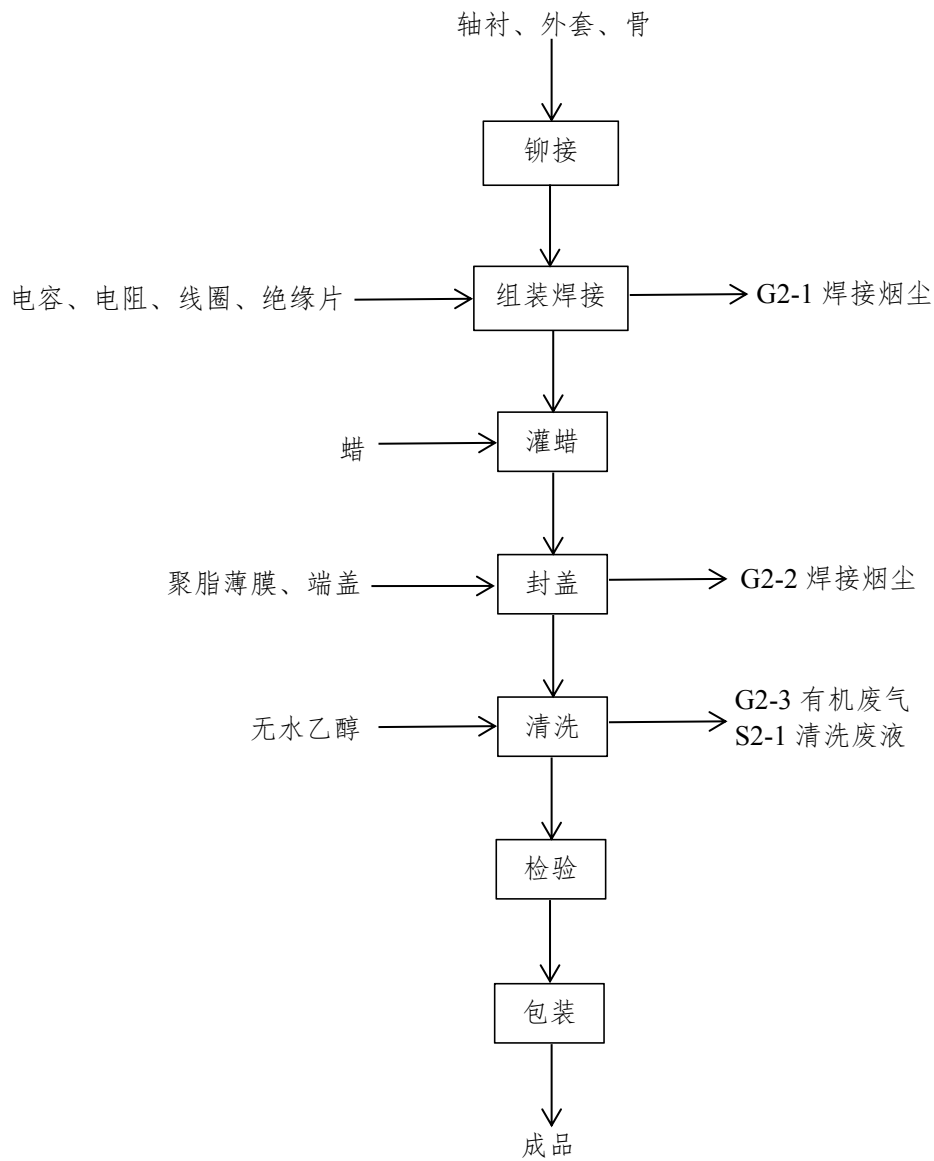 轴衬、外套、骨
铆接
电容、电阻、线圈、绝缘片
组装焊接
G2-1 焊接烟尘
蜡
灌蜡
聚脂薄膜、端盖
封盖
G2-2 焊接烟尘
无水乙醇
清洗
G2-3 有机废气
S2-1 清洗废液
检验
包装
成品